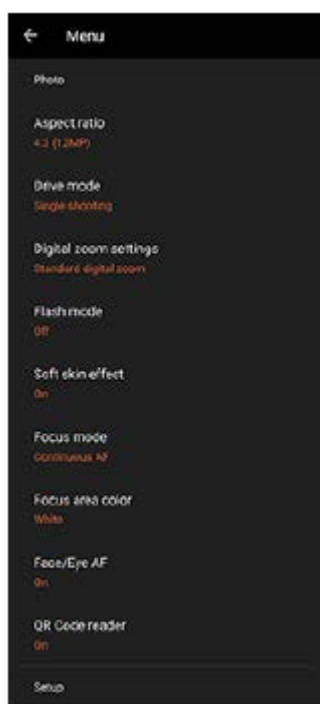 Menu
Photo
Aspect ratio
4:3 (12MP)
Drive mode
Single shooting
Digital zoom settings
Standard digital zoom
Flash mode
Off
Soft skin effect
On
Focus mode
Continuous AF
Focus area color
White
Face/Eye AF
On
QR Code reader
On
Setup